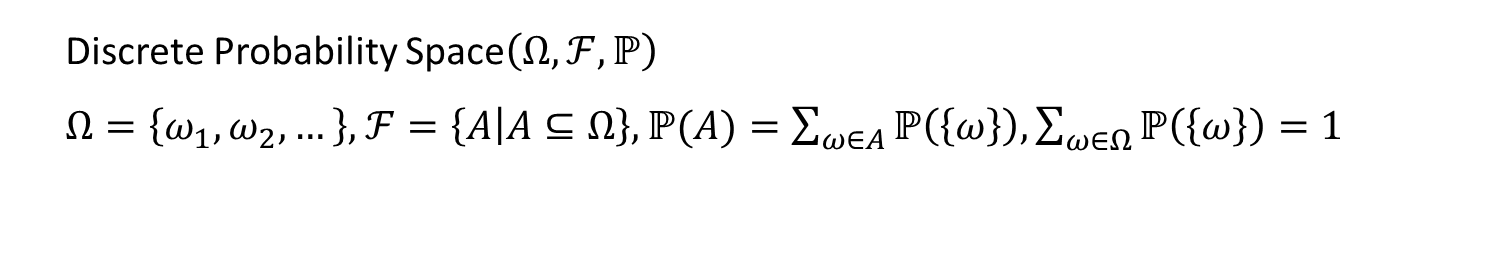 Discrete Probability Space(Ω, ℱ, ℙ)
Ω = {ω₁, ω₂, … }, ℱ = {A|A ⊆ Ω}, ℙ(A) = ∑_{ω∈A} ℙ({ω}), ∑_{ω∈Ω} ℙ({ω}) = 1